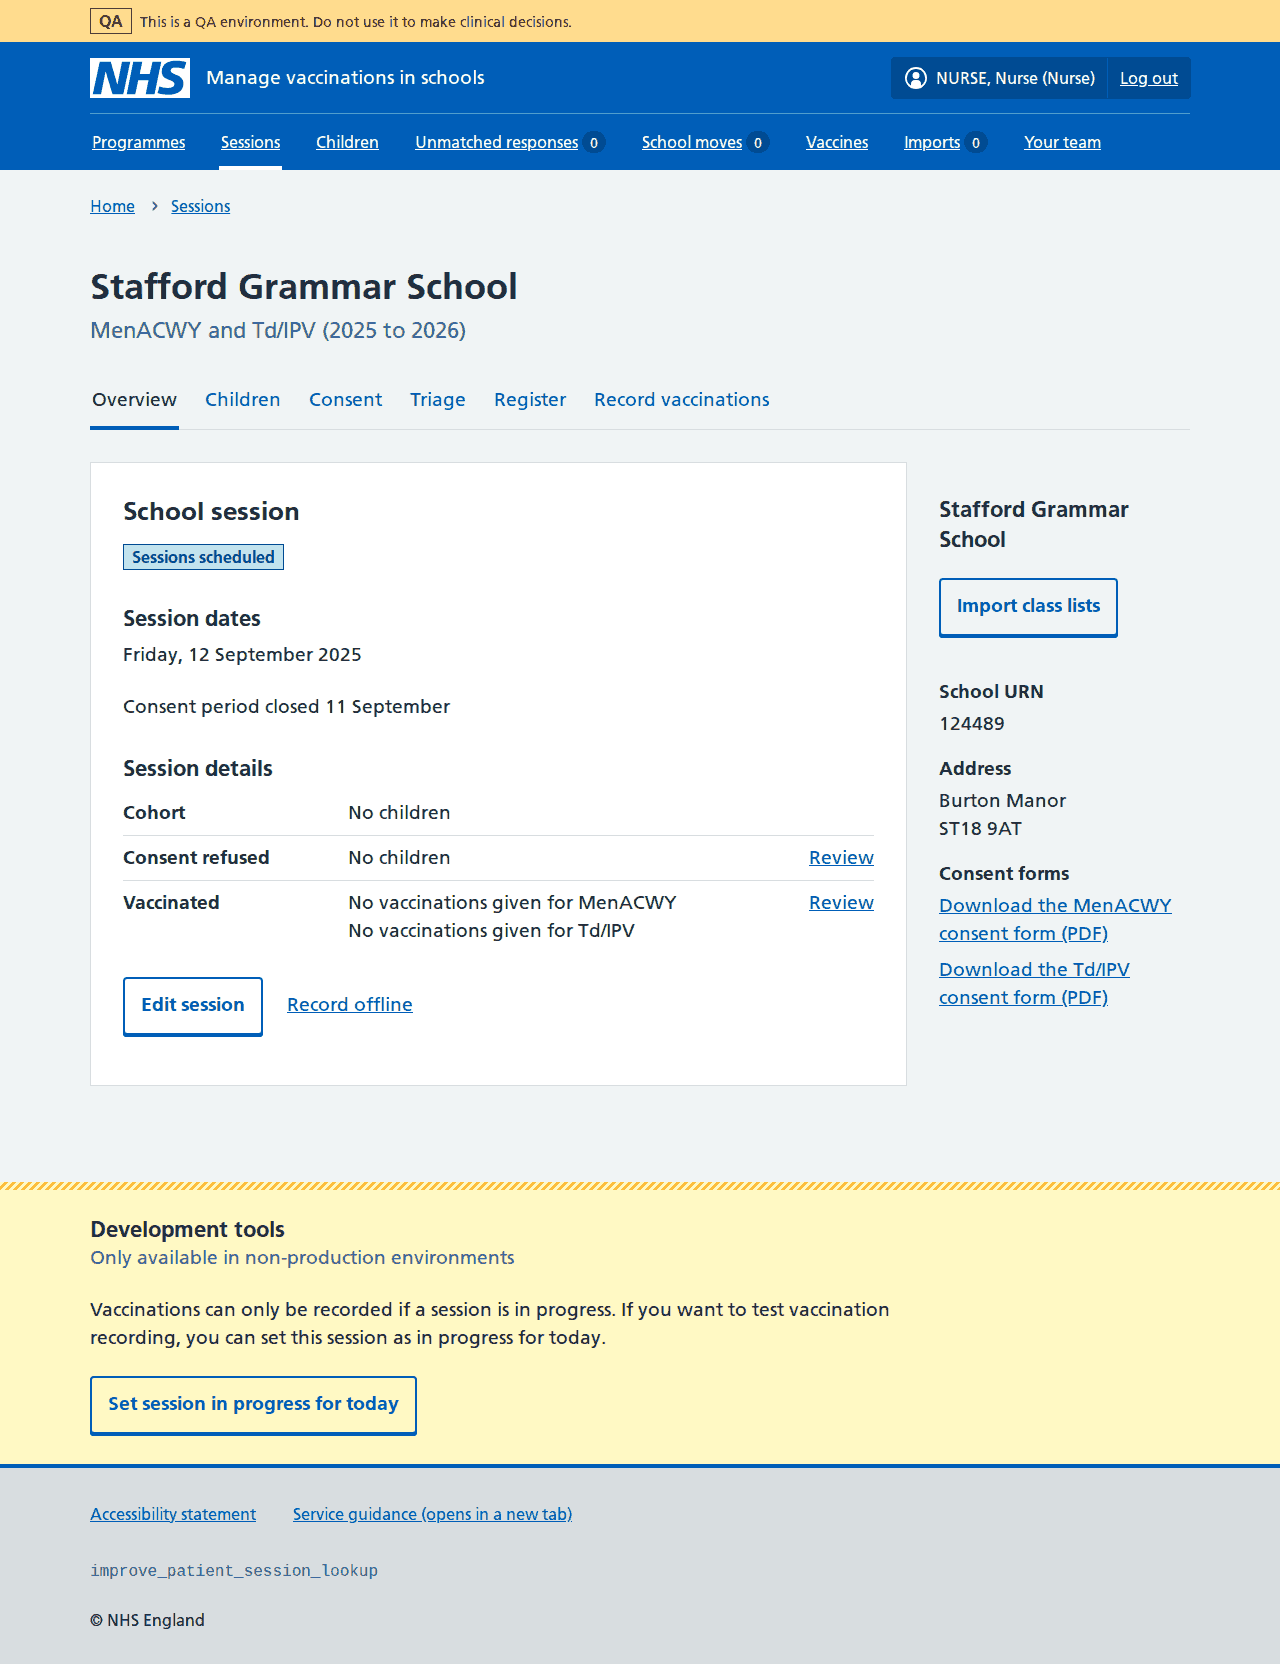 QA This is a QA environment. Do not use it to make clinical decisions.
NHS Manage vaccinations in schools NURSE, Nurse (Nurse) Log out
Programmes Sessions Children Unmatched responses 0 School moves 0 Vaccines Imports 0 Your team
Home Sessions
Stafford Grammar School
MenACWY and Td/IPV (2025 to 2026)
Overview Children Consent Triage Register Record vaccinations
School session
Sessions scheduled
Session dates
Friday, 12 September 2025
Consent period closed 11 September
Session details
Cohort No children
Consent refused No children Review
Vaccinated No vaccinations given for MenACWY Review
No vaccinations given for Td/IPV
Edit session Record offline
Stafford Grammar
School
Import class lists
School URN
124489
Address
Burton Manor
ST18 9AT
Consent forms
Download the MenACWY
consent form (PDF)
Download the Td/IPV
consent form (PDF)
Development tools
Only available in non-production environments
Vaccinations can only be recorded if a session is in progress. If you want to test vaccination
recording, you can set this session as in progress for today.
Set session in progress for today
Accessibility statement Service guidance (opens in a new tab)
improve_patient_session_lookup
© NHS England